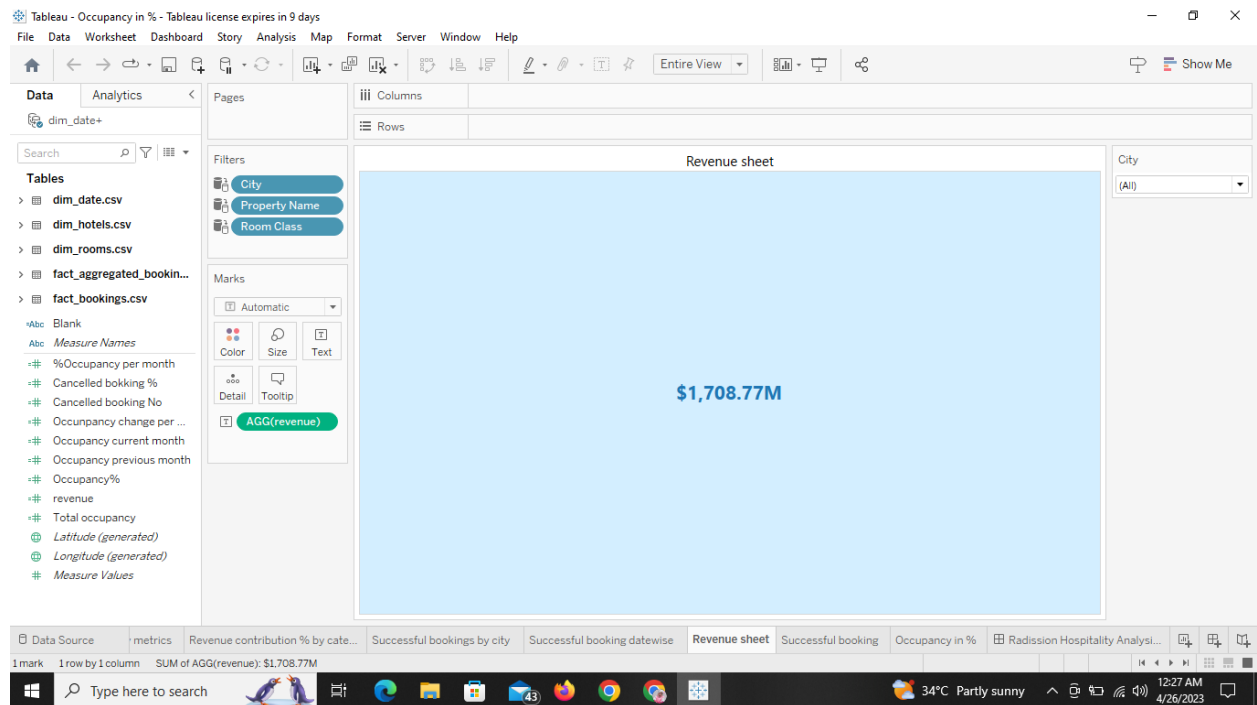 Tableau - Occupancy in % - Tableau license expires in 9 days
File Data Worksheet Dashboard Story Analysis Map Format Server Window Help
Entire View
Show Me
Data Analytics
dim_date+
Search
Tables
dim_date.csv
dim_hotels.csv
dim_rooms.csv
fact_aggregated_bookin...
fact_bookings.csv
Abc Blank
Abc Measure Names
%Occupancy per month
Cancelled bokking %
Cancelled booking No
Occunpancy change per ...
Occupancy current month
Occupancy previous month
Occupancy%
revenue
Total occupancy
Latitude (generated)
Longitude (generated)
Measure Values
Pages
Filters
City
Property Name
Room Class
Marks
Automatic
Color Size Text
Detail Tooltip
AGG(revenue)
Columns
Rows
Revenue sheet
$1,708.77M
City
(All)
Data Source metrics Revenue contribution % by cate... Successful bookings by city Successful booking datewise Revenue sheet Successful booking Occupancy in % Radission Hospitality Analysi...
1 mark 1 row by 1 column SUM of AGG(revenue): $1,708.77M
Type here to search
43
34°C Partly sunny
12:27 AM
4/26/2023